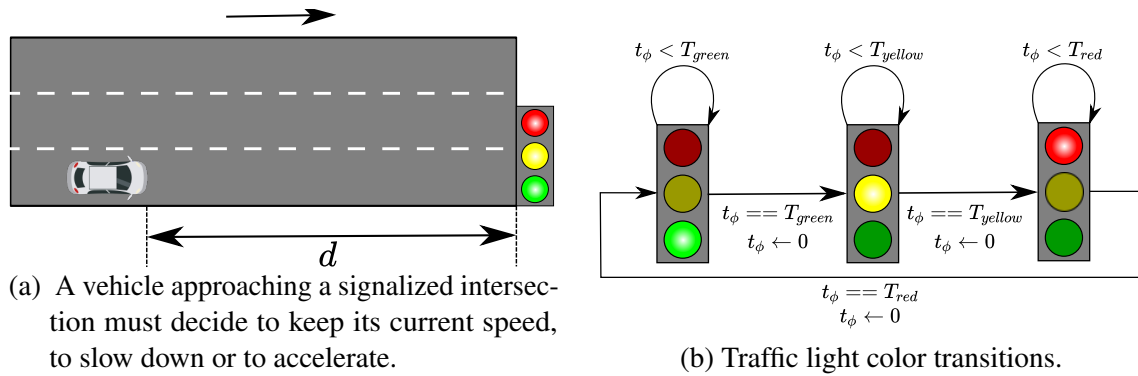 d
(a) A vehicle approaching a signalized intersec-
tion must decide to keep its current speed,
to slow down or to accelerate.
t_ϕ < T_green
t_ϕ < T_yellow
t_ϕ < T_red
t_ϕ == T_green
t_ϕ ← 0
t_ϕ == T_yellow
t_ϕ ← 0
t_ϕ == T_red
t_ϕ ← 0
(b) Traffic light color transitions.